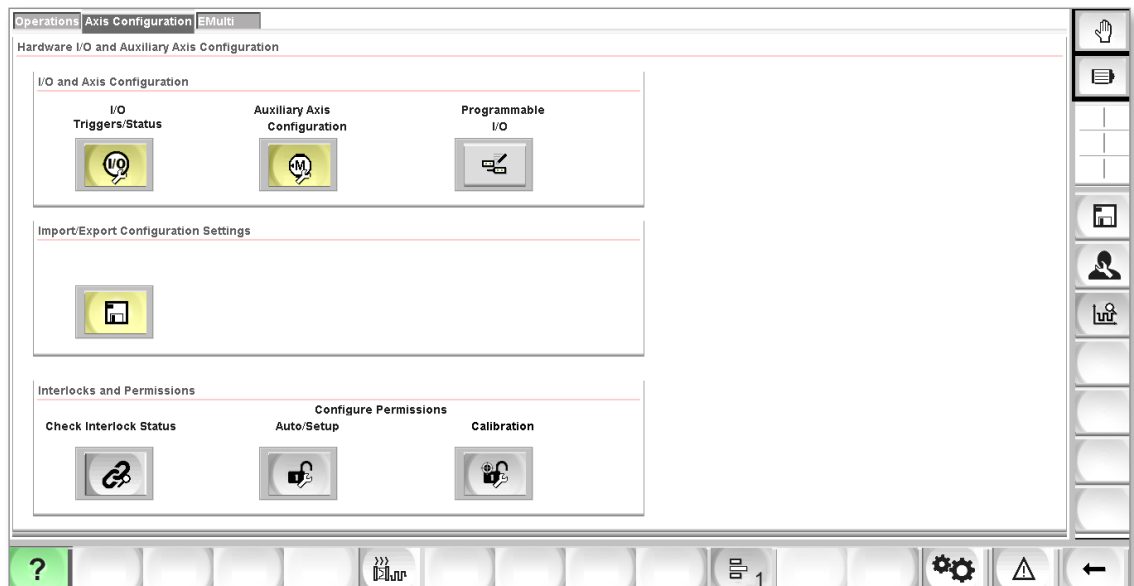 Operations Axis Configuration EMulti
Hardware I/O and Auxiliary Axis Configuration
I/O and Axis Configuration
I/O
Triggers/Status
Auxiliary Axis
Configuration
Programmable
I/O
I/O
M
Import/Export Configuration Settings
Interlocks and Permissions
Configure Permissions
Check Interlock Status Auto/Setup Calibration
? 1